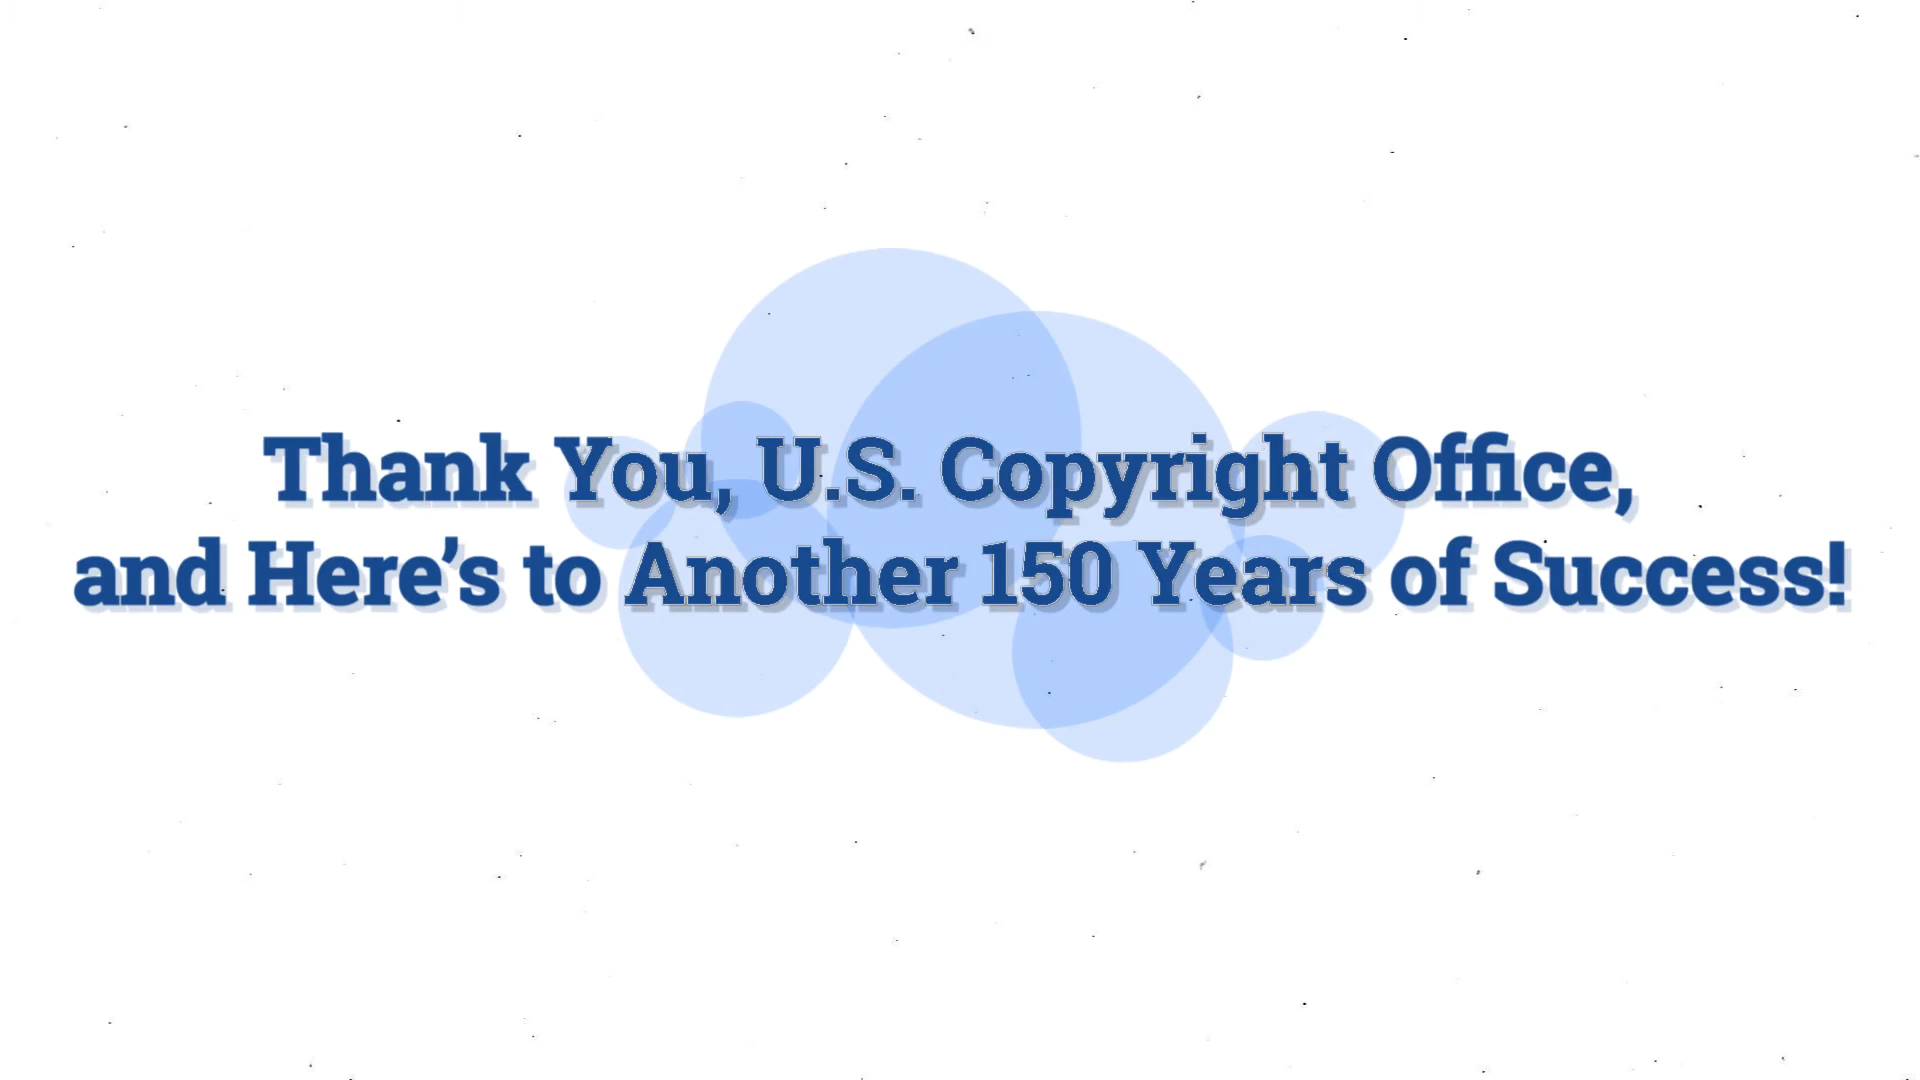 Thank You, U.S. Copyright Office,
and Here’s to Another 150 Years of Success!